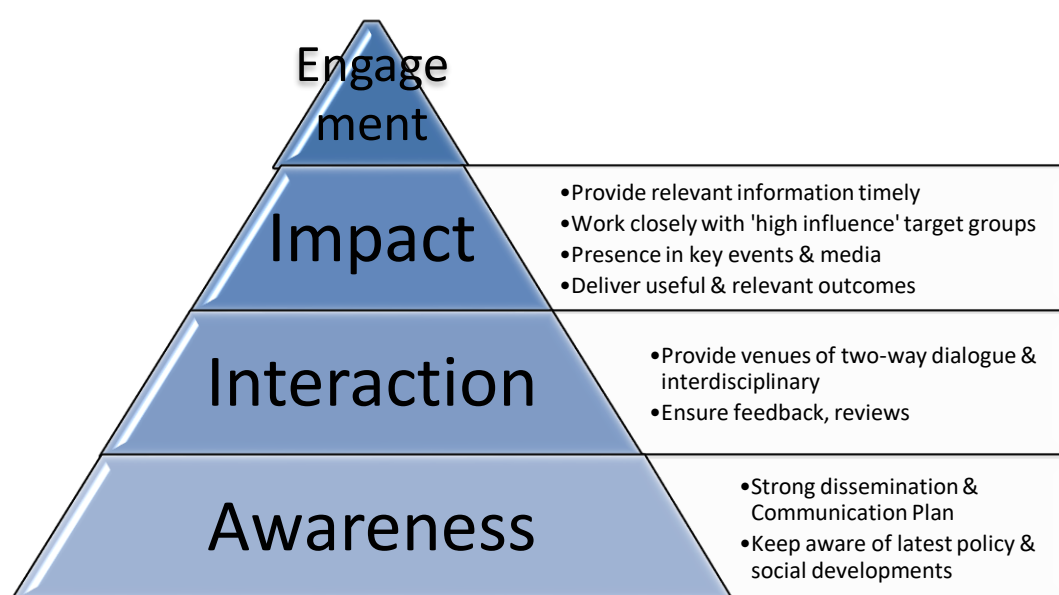 Engage
ment
Impact
•Provide relevant information timely
•Work closely with 'high influence' target groups
•Presence in key events & media
•Deliver useful & relevant outcomes
Interaction
•Provide venues of two-way dialogue &
interdisciplinary
•Ensure feedback, reviews
Awareness
•Strong dissemination &
Communication Plan
•Keep aware of latest policy &
social developments